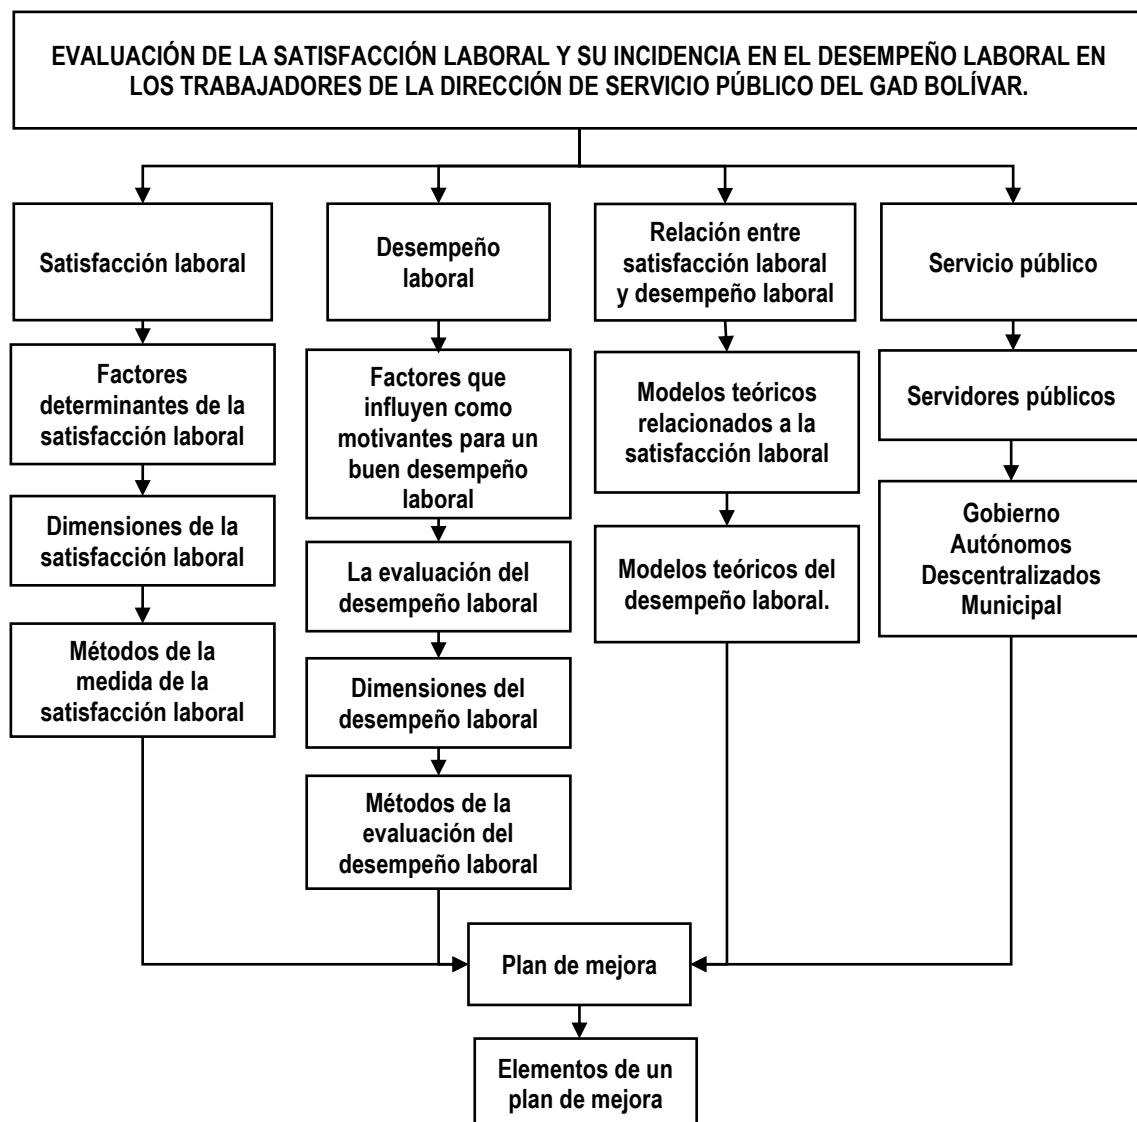 EVALUACIÓN DE LA SATISFACCIÓN LABORAL Y SU INCIDENCIA EN EL DESEMPEÑO LABORAL EN
LOS TRABAJADORES DE LA DIRECCIÓN DE SERVICIO PÚBLICO DEL GAD BOLÍVAR.
Satisfacción laboral
Factores
determinantes de la
satisfacción laboral
Dimensiones de la
satisfacción laboral
Métodos de la
medida de la
satisfacción laboral
Desempeño
laboral
Factores que
influyen como
motivantes para un
buen desempeño
laboral
La evaluación del
desempeño laboral
Dimensiones del
desempeño laboral
Métodos de la
evaluación del
desempeño laboral
Relación entre
satisfacción laboral
y desempeño laboral
Modelos teóricos
relacionados a la
satisfacción laboral
Modelos teóricos del
desempeño laboral.
Servicio público
Servidores públicos
Gobierno
Autónomos
Descentralizados
Municipal
Plan de mejora
Elementos de un
plan de mejora